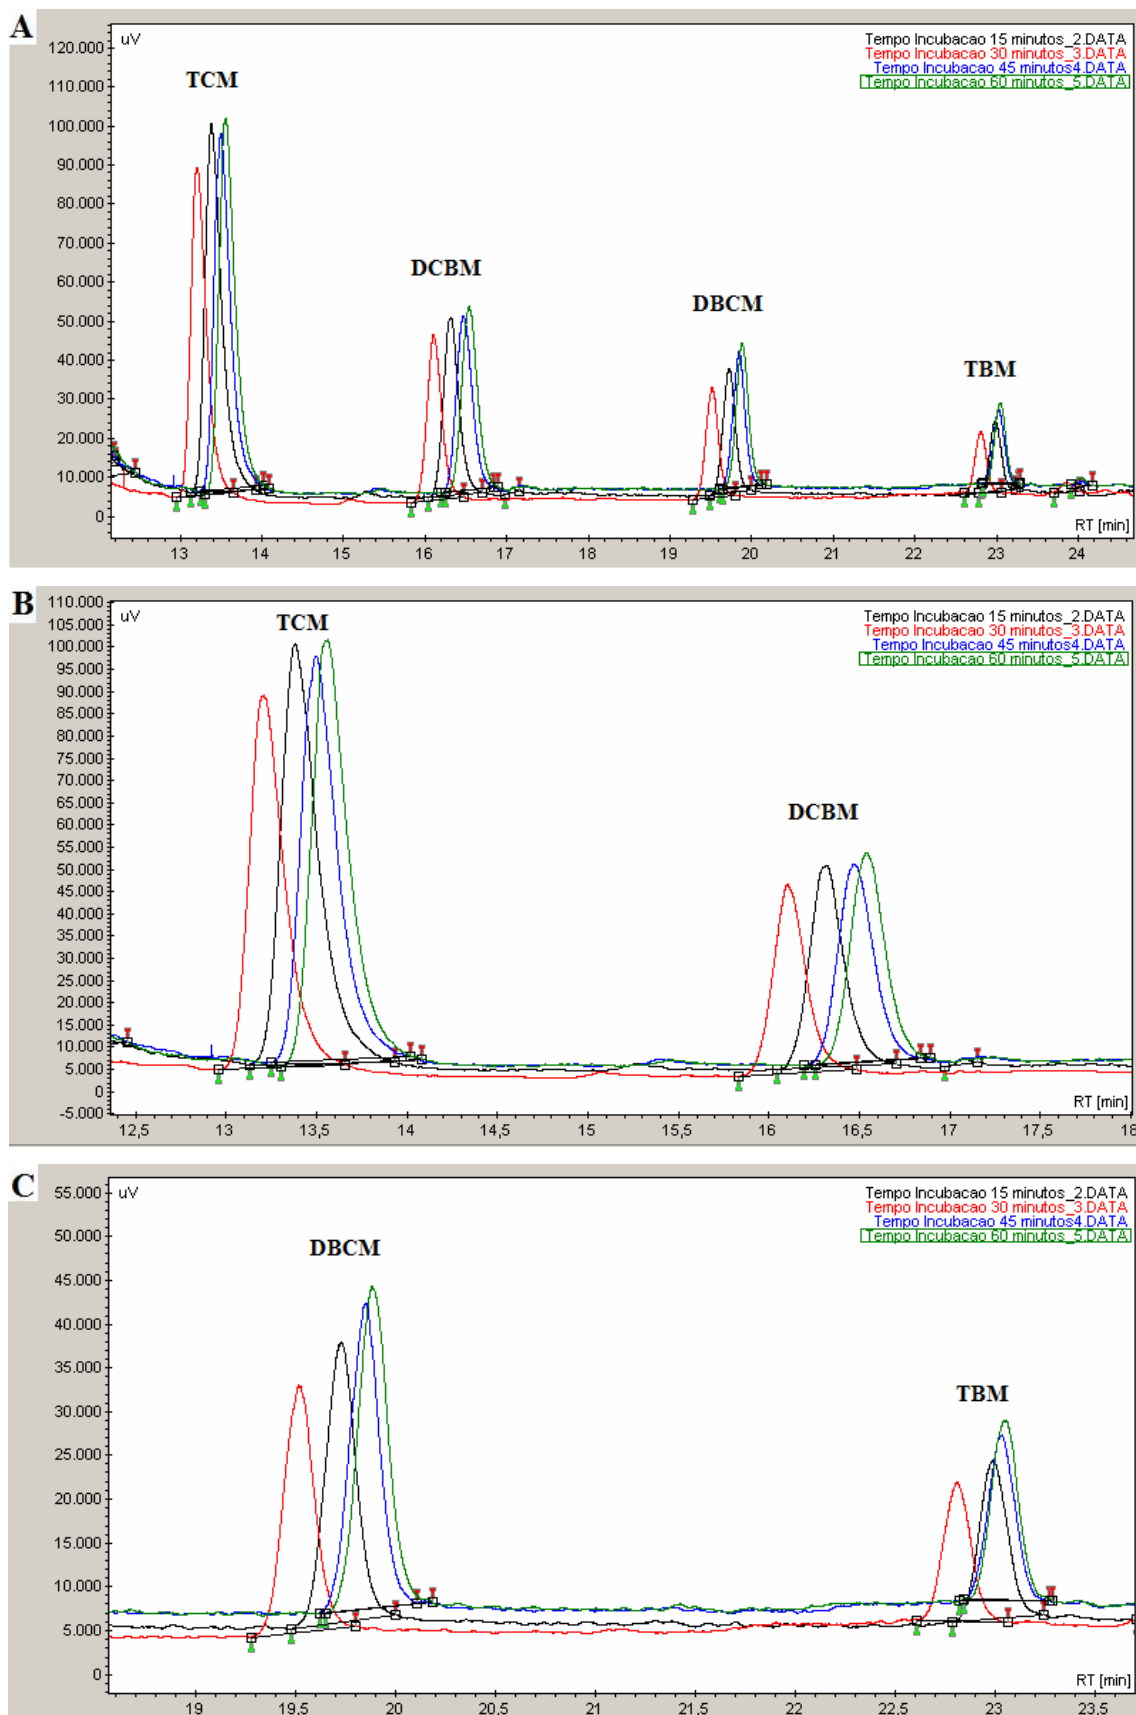 A
uV
Tempo Incubacao 15 minutos_2.DATA
Tempo Incubacao 30 minutos_3.DATA
Tempo Incubacao 45 minutos4.DATA
Tempo Incubacao 60 minutos_5.DATA
120.000
110.000
100.000
90.000
80.000
70.000
60.000
50.000
40.000
30.000
20.000
10.000
0
TCM
DCBM
DBCM
TBM
RT [min]
13 14 15 16 17 18 19 20 21 22 23 24
B
uV
Tempo Incubacao 15 minutos_2.DATA
Tempo Incubacao 30 minutos_3.DATA
Tempo Incubacao 45 minutos4.DATA
Tempo Incubacao 60 minutos_5.DATA
110.000
105.000
100.000
95.000
90.000
85.000
80.000
75.000
70.000
65.000
60.000
55.000
50.000
45.000
40.000
35.000
30.000
25.000
20.000
15.000
10.000
5.000
0
-5.000
TCM
DCBM
RT [min]
12,5 13 13,5 14 14,5 15 15,5 16 16,5 17 17,5 18
C
uV
Tempo Incubacao 15 minutos_2.DATA
Tempo Incubacao 30 minutos_3.DATA
Tempo Incubacao 45 minutos4.DATA
Tempo Incubacao 60 minutos_5.DATA
55.000
50.000
45.000
40.000
35.000
30.000
25.000
20.000
15.000
10.000
5.000
0
DBCM
TBM
RT [min]
19 19,5 20 20,5 21 21,5 22 22,5 23 23,5